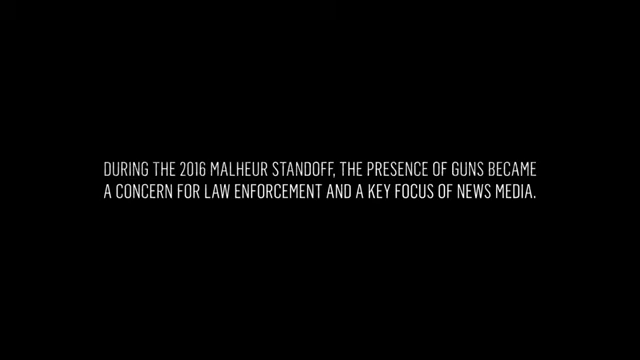 DURING THE 2016 MALHEUR STANDOFF, THE PRESENCE OF GUNS BECAME
A CONCERN FOR LAW ENFORCEMENT AND A KEY FOCUS OF NEWS MEDIA.